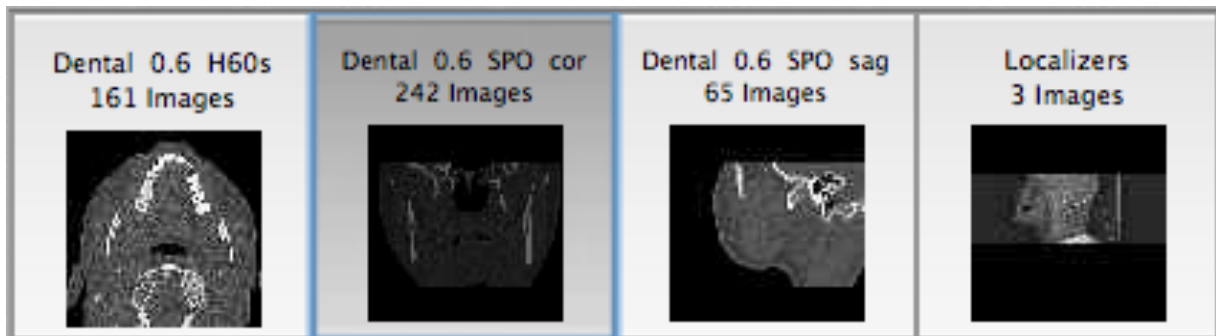 Dental 0.6 H60s
161 Images
Dental 0.6 SPO cor
242 Images
Dental 0.6 SPO sag
65 Images
Localizers
3 Images